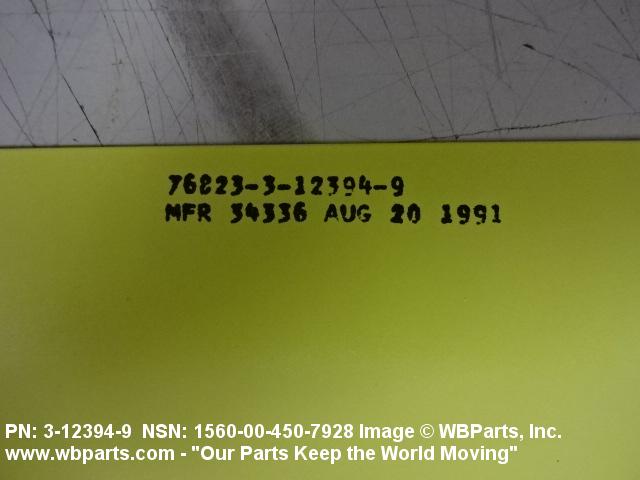 76823-3-12394-9
MFR 34336 AUG 20 1991
PN: 3-12394-9 NSN: 1560-00-450-7928 Image © WBParts, Inc.
www.wbparts.com - "Our Parts Keep the World Moving"